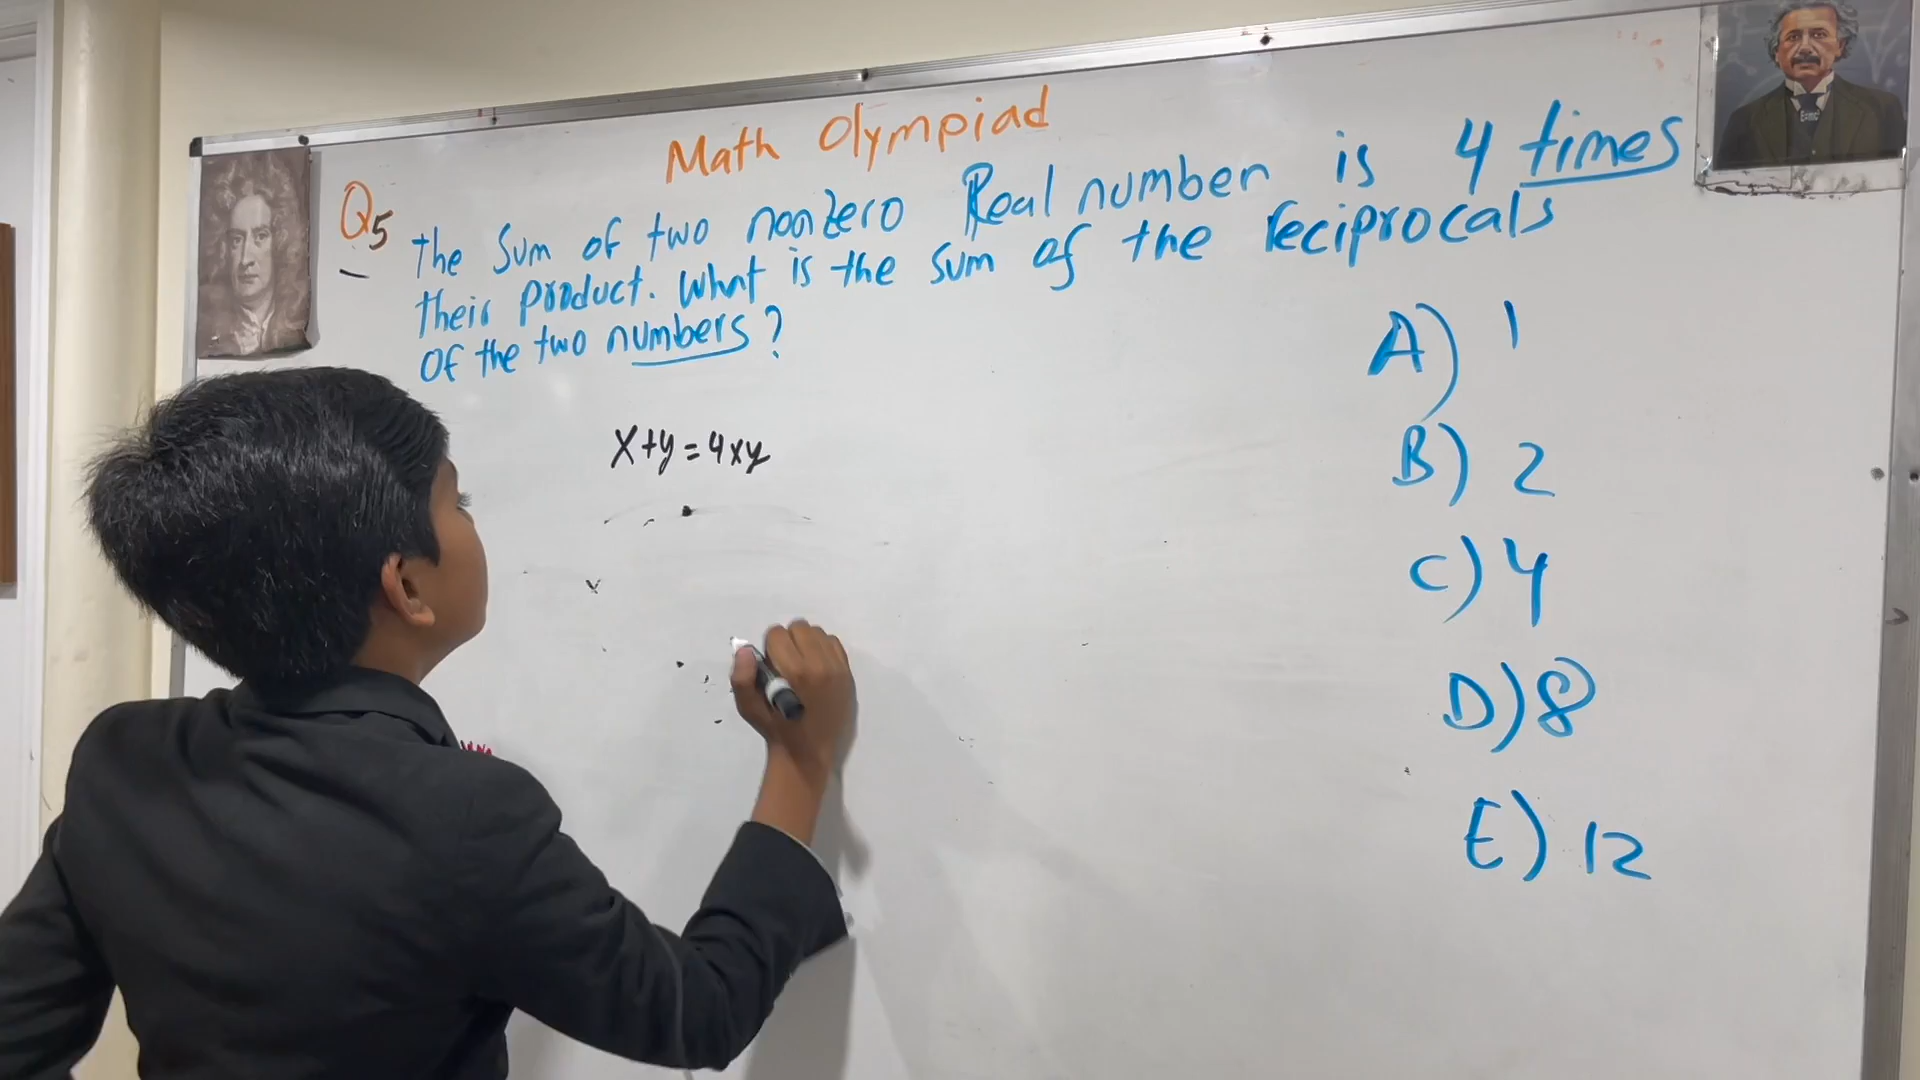 Math Olympiad
Q5 the Sum of two nonzero Real number is 4 times
their product. What is the sum of the reciprocals
of the two numbers?
A) 1
x+y=4xy
B) 2
C) 4
D) 8
E) 12